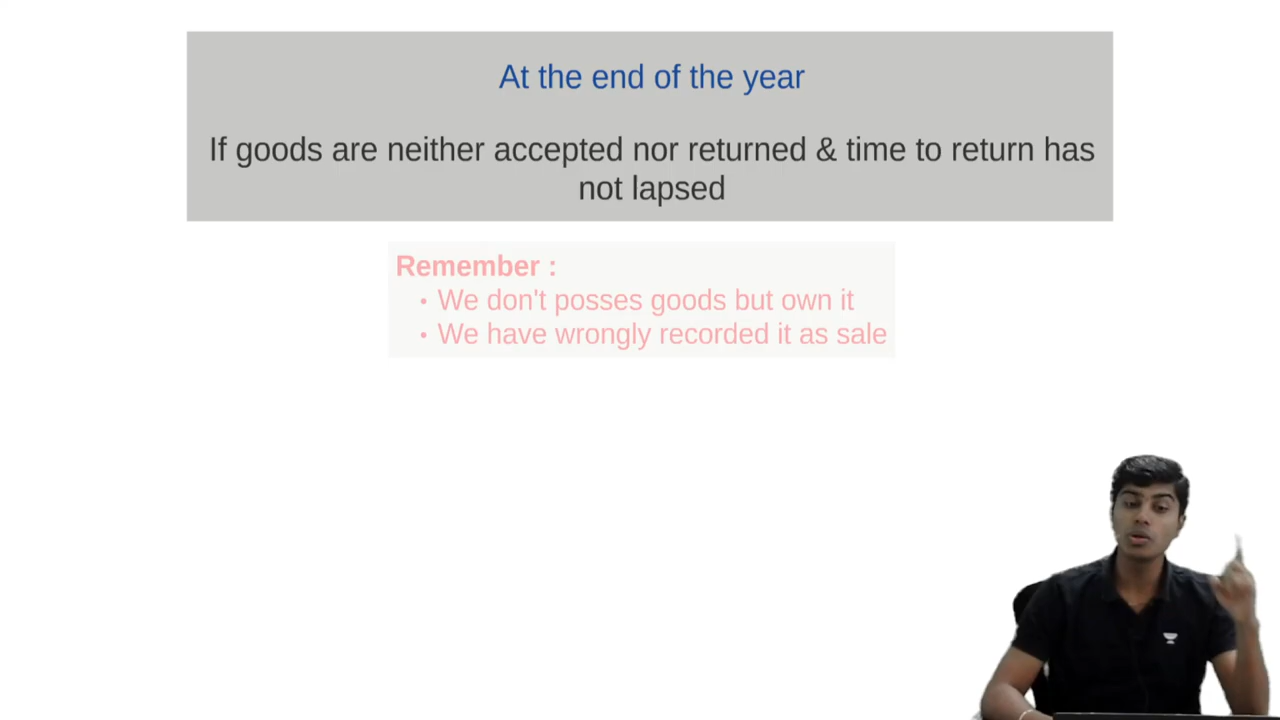 At the end of the year
If goods are neither accepted nor returned & time to return has
not lapsed
Remember :
• We don't posses goods but own it
• We have wrongly recorded it as sale